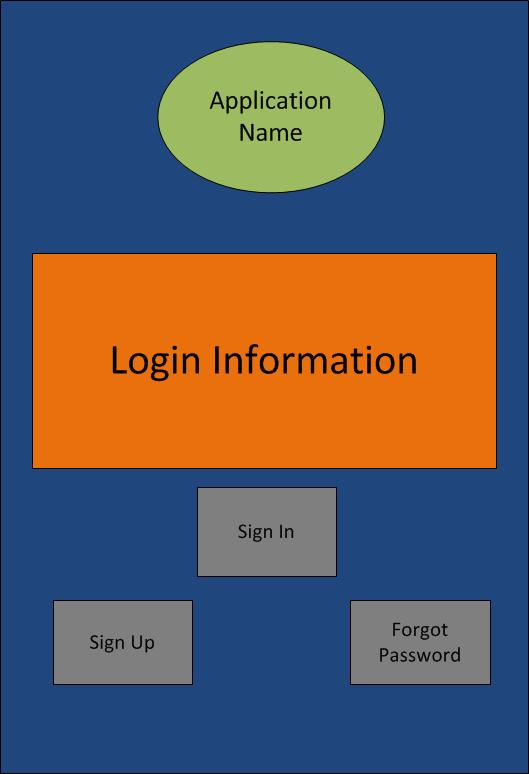 Application
Name
Login Information
Sign In
Sign Up
Forgot
Password